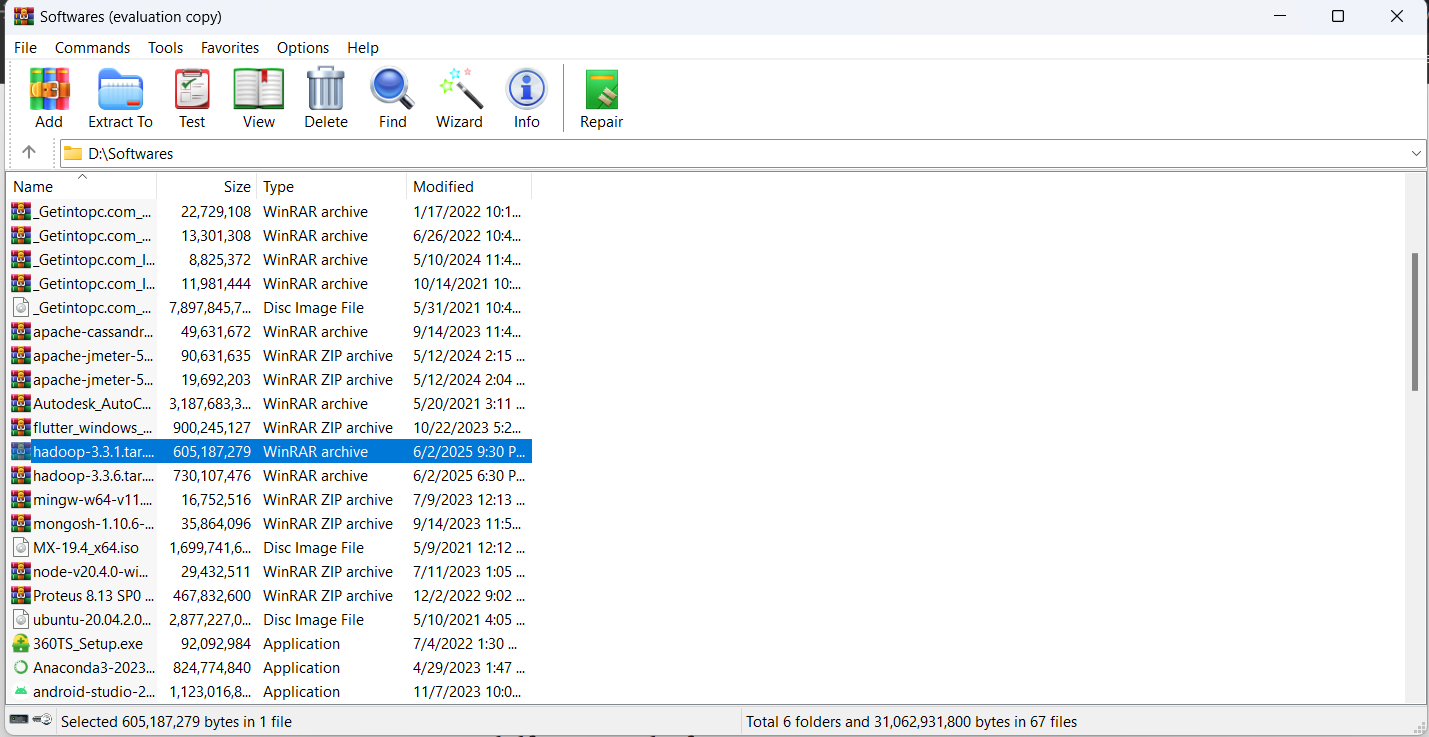 Softwares (evaluation copy)
File Commands Tools Favorites Options Help
Add Extract To Test View Delete Find Wizard Info Repair
D:\Softwares
Name Size Type Modified
_Getintopc.com_... 22,729,108 WinRAR archive 1/17/2022 10:1...
_Getintopc.com_... 13,301,308 WinRAR archive 6/26/2022 10:4...
_Getintopc.com_I... 8,825,372 WinRAR archive 5/10/2024 11:4...
_Getintopc.com_I... 11,981,444 WinRAR archive 10/14/2021 10:...
_Getintopc.com_... 7,897,845,7... Disc Image File 5/31/2021 10:4...
apache-cassandr... 49,631,672 WinRAR archive 9/14/2023 11:4...
apache-jmeter-5... 90,631,635 WinRAR ZIP archive 5/12/2024 2:15 ...
apache-jmeter-5... 19,692,203 WinRAR ZIP archive 5/12/2024 2:04 ...
Autodesk_AutoC... 3,187,683,3... WinRAR archive 5/20/2021 3:11 ...
flutter_windows_... 900,245,127 WinRAR ZIP archive 10/22/2023 5:2...
hadoop-3.3.1.tar.... 605,187,279 WinRAR archive 6/2/2025 9:30 P...
hadoop-3.3.6.tar.... 730,107,476 WinRAR archive 6/2/2025 6:30 P...
mingw-w64-v11.... 16,752,516 WinRAR ZIP archive 7/9/2023 12:13 ...
mongosh-1.10.6-... 35,864,096 WinRAR ZIP archive 9/14/2023 11:5...
MX-19.4_x64.iso 1,699,741,6... Disc Image File 5/9/2021 12:12 ...
node-v20.4.0-wi... 29,432,511 WinRAR ZIP archive 7/11/2023 1:05 ...
Proteus 8.13 SP0 ... 467,832,600 WinRAR ZIP archive 12/2/2022 9:02 ...
ubuntu-20.04.2.0... 2,877,227,0... Disc Image File 5/10/2021 4:05 ...
360TS_Setup.exe 92,092,984 Application 7/4/2022 1:30 ...
Anaconda3-2023... 824,774,840 Application 4/29/2023 1:47 ...
android-studio-2... 1,123,016,8... Application 11/7/2023 10:0...
Selected 605,187,279 bytes in 1 file Total 6 folders and 31,062,931,800 bytes in 67 files